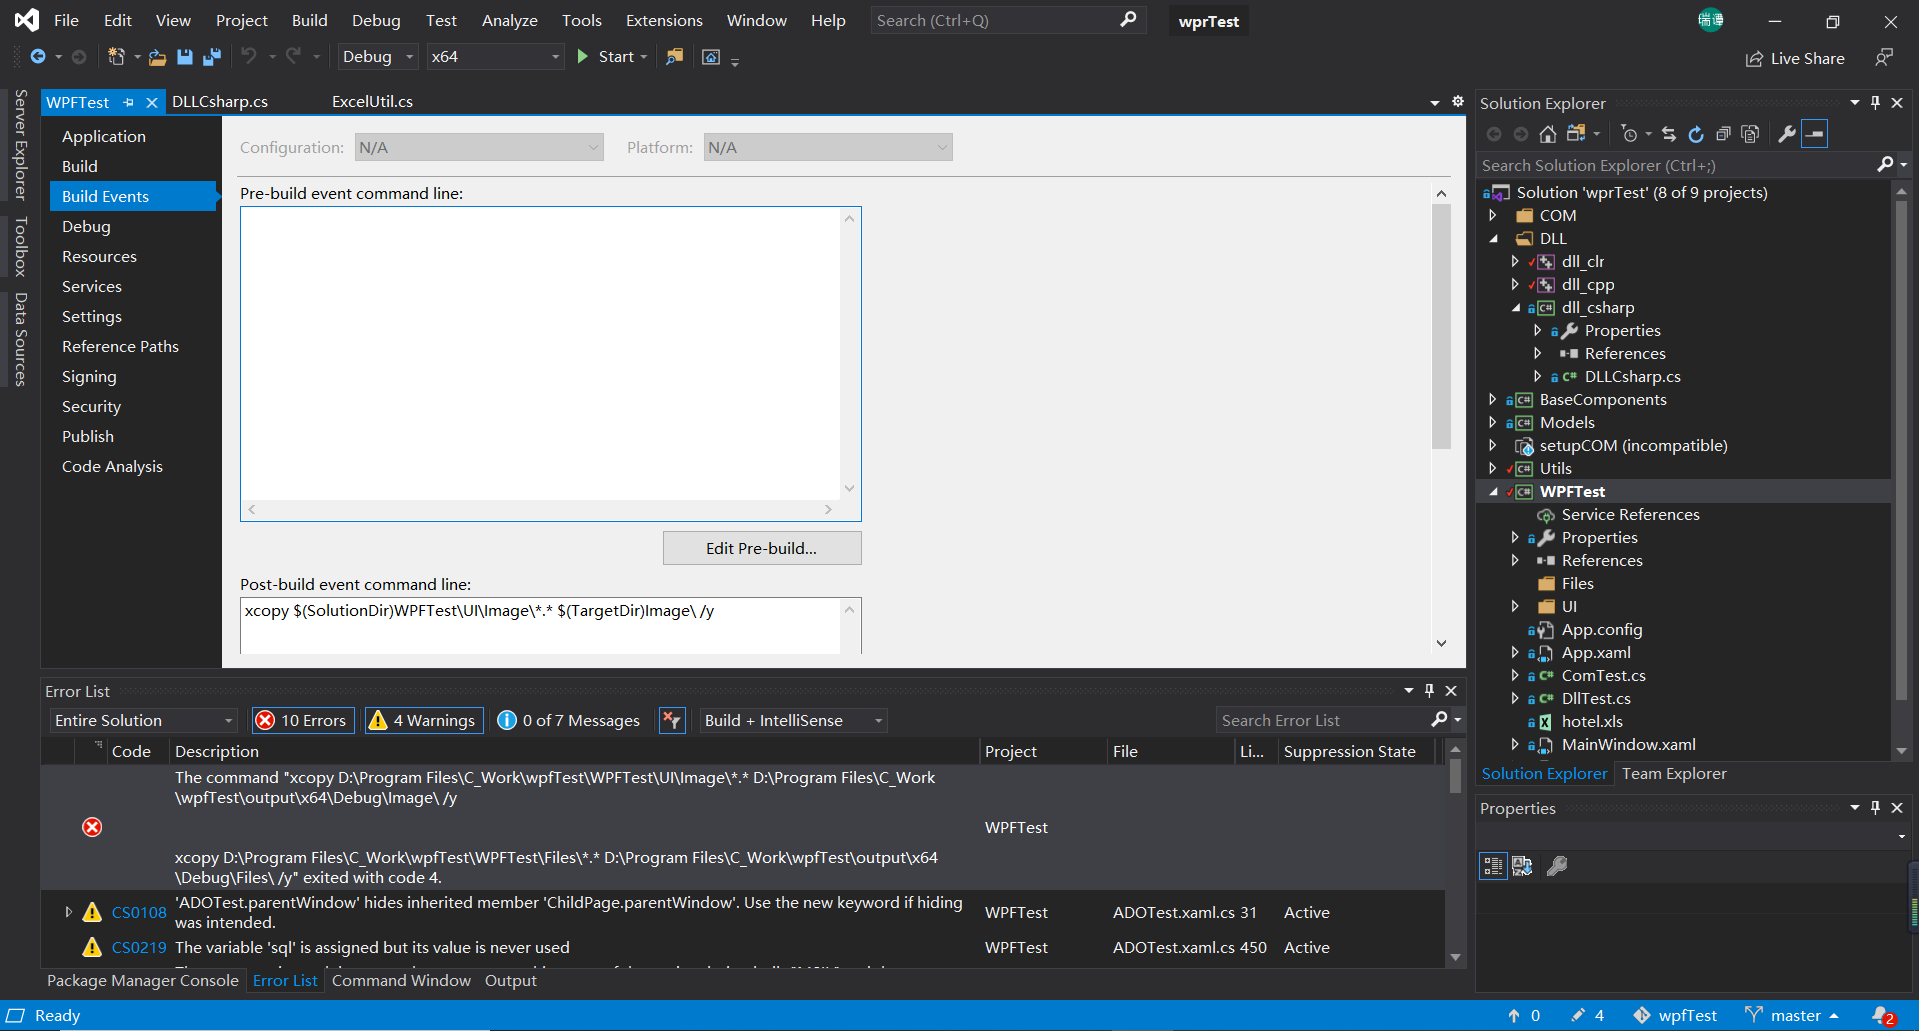 File Edit View Project Build Debug Test Analyze Tools Extensions Window Help Search (Ctrl+Q) wprTest 瑞谭
Debug x64 Start Live Share
Server Explorer
Toolbox
Data Sources
WPFTest DLLCsharp.cs ExcelUtil.cs
Application
Build
Build Events
Debug
Resources
Services
Settings
Reference Paths
Signing
Security
Publish
Code Analysis
Configuration: N/A Platform: N/A
Pre-build event command line:
Edit Pre-build...
Post-build event command line:
xcopy $(SolutionDir)WPFTest\UI\Image\*.* $(TargetDir)Image\ /y
Error List
Entire Solution 10 Errors 4 Warnings 0 of 7 Messages Build + IntelliSense Search Error List
Code Description Project File Li... Suppression State
The command "xcopy D:\Program Files\C_Work\wpfTest\WPFTest\UI\Image\*.* D:\Program Files\C_Work
\wpfTest\output\x64\Debug\Image\ /y
WPFTest
xcopy D:\Program Files\C_Work\wpfTest\WPFTest\Files\*.* D:\Program Files\C_Work\wpfTest\output\x64
\Debug\Files\ /y" exited with code 4.
CS0108 'ADOTest.parentWindow' hides inherited member 'ChildPage.parentWindow'. Use the new keyword if hiding
was intended. WPFTest ADOTest.xaml.cs 31 Active
CS0219 The variable 'sql' is assigned but its value is never used WPFTest ADOTest.xaml.cs 450 Active
Package Manager Console Error List Command Window Output
Solution Explorer
Search Solution Explorer (Ctrl+;)
Solution 'wprTest' (8 of 9 projects)
COM
DLL
dll_clr
dll_cpp
C# dll_csharp
Properties
References
C# DLLCsharp.cs
C# BaseComponents
C# Models
setupCOM (incompatible)
C# Utils
C# WPFTest
Service References
Properties
References
Files
UI
App.config
App.xaml
C# ComTest.cs
C# DllTest.cs
hotel.xls
MainWindow.xaml
Solution Explorer Team Explorer
Properties
Ready 0 4 wpfTest master 2